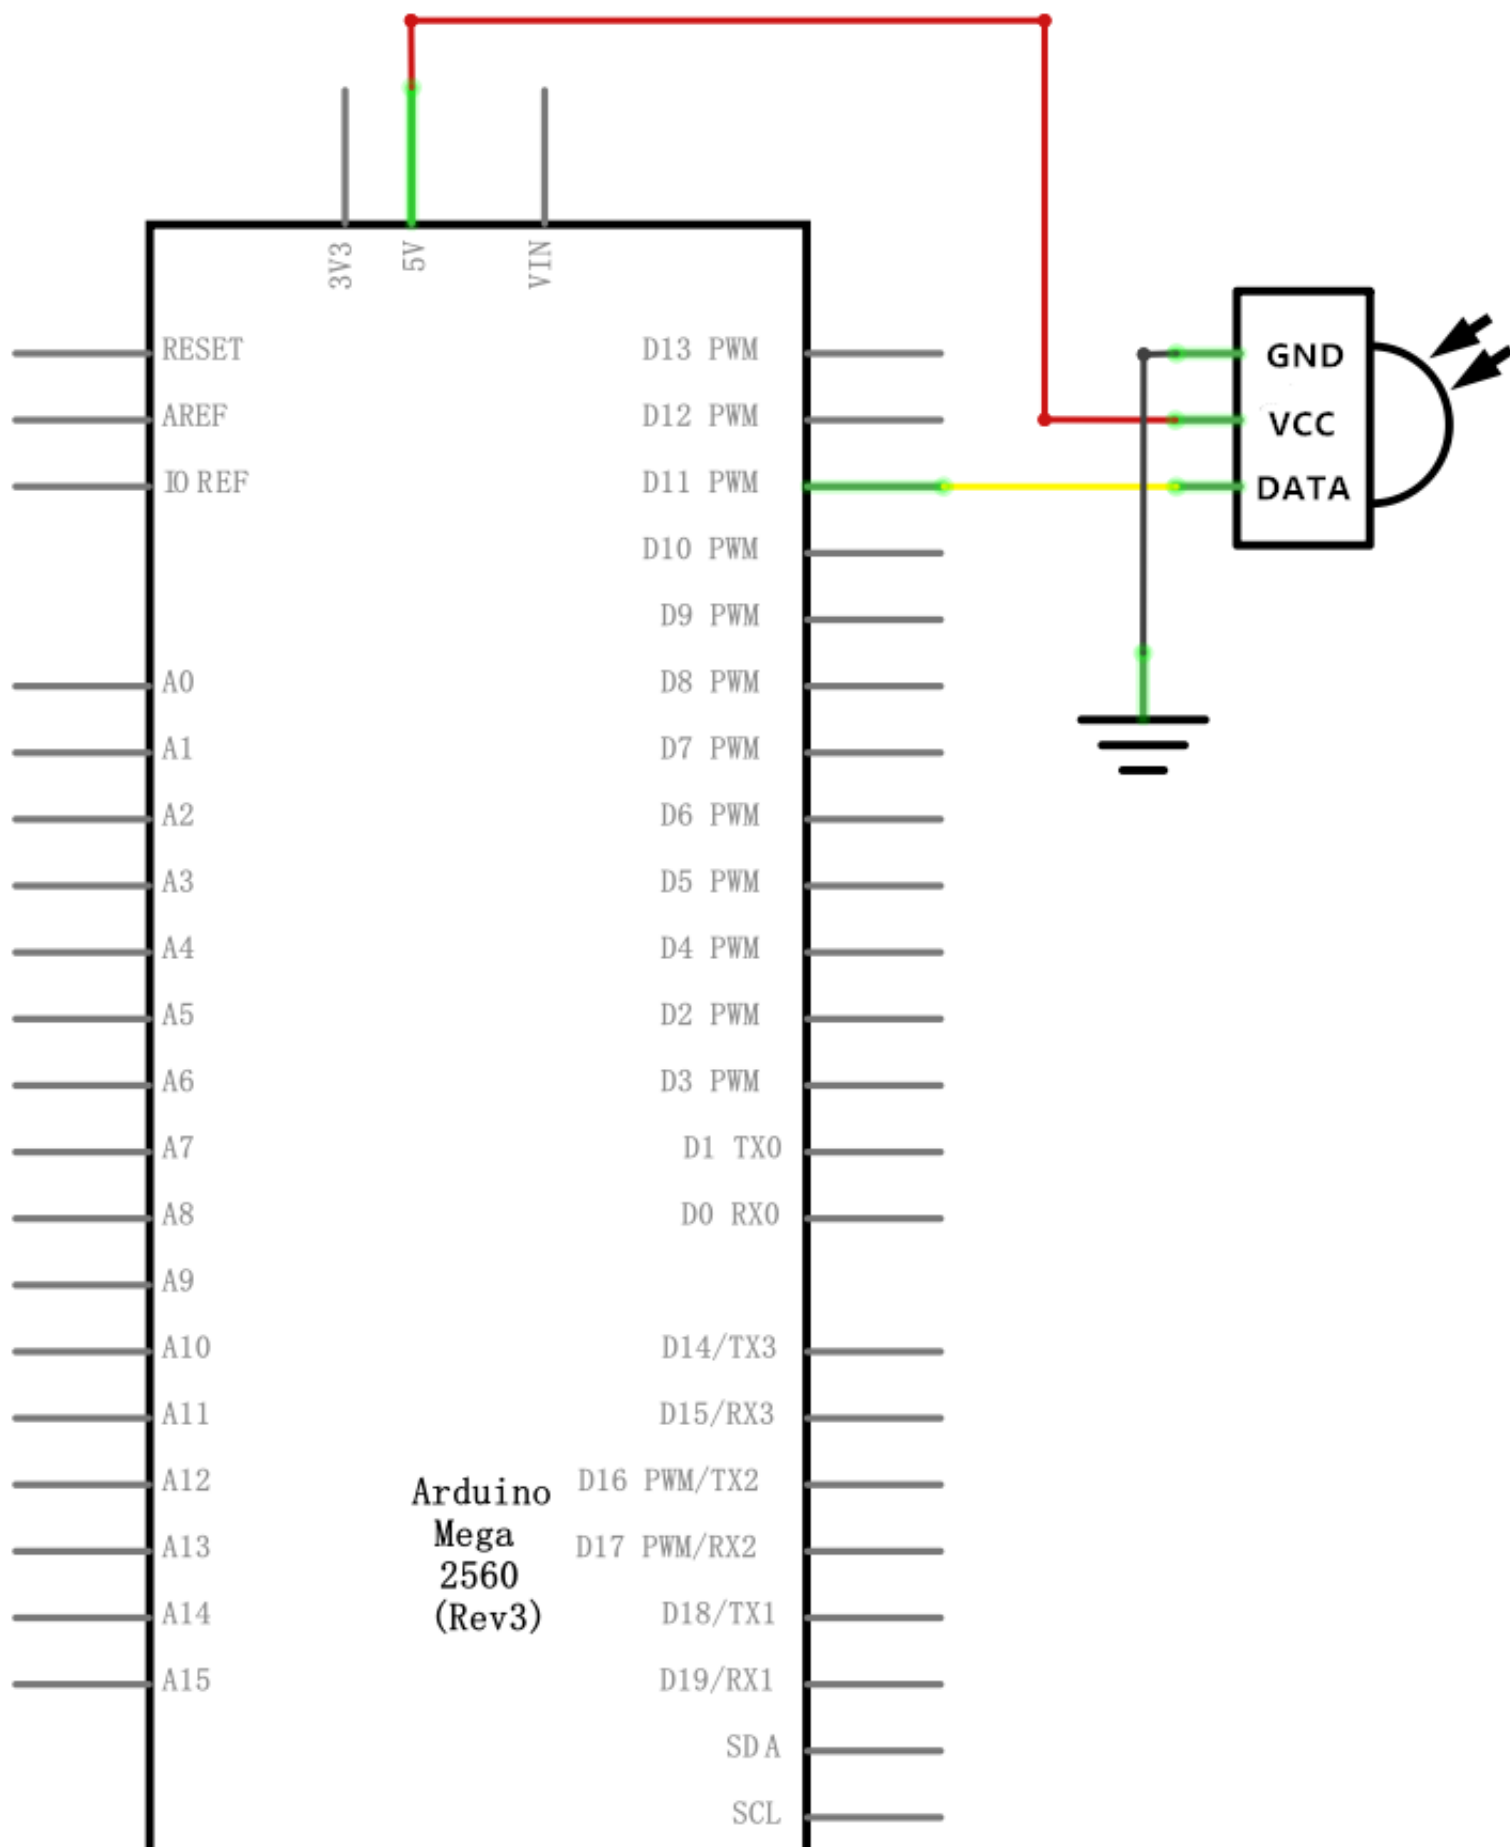 3V3
5V
VIN
RESET
AREF
IO REF
A0
A1
A2
A3
A4
A5
A6
A7
A8
A9
A10
A11
A12
A13
A14
A15
Arduino
Mega
2560
(Rev3)
D13 PWM
D12 PWM
D11 PWM
D10 PWM
D9 PWM
D8 PWM
D7 PWM
D6 PWM
D5 PWM
D4 PWM
D2 PWM
D3 PWM
D1 TX0
D0 RX0
D14/TX3
D15/RX3
D16 PWM/TX2
D17 PWM/RX2
D18/TX1
D19/RX1
SDA
SCL
GND
VCC
DATA